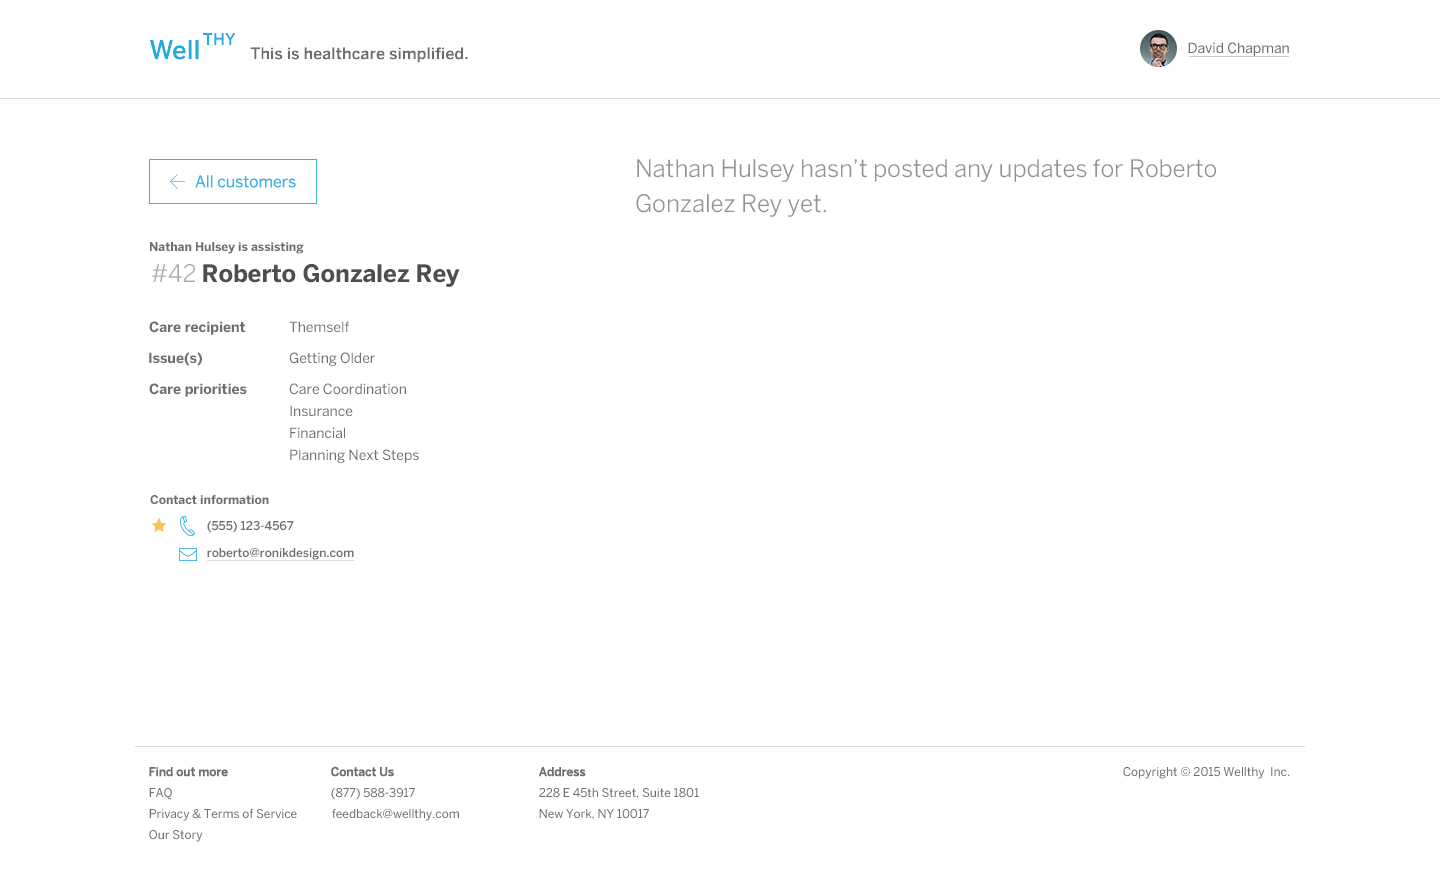 WellTHY This is healthcare simplified.
David Chapman
All customers
Nathan Hulsey hasn't posted any updates for Roberto
Gonzalez Rey yet.
Nathan Hulsey is assisting
#42 Roberto Gonzalez Rey
Care recipient Themself
Issue(s) Getting Older
Care priorities Care Coordination
Insurance
Financial
Planning Next Steps
Contact information
(555) 123-4567
roberto@ronikdesign.com
Find out more
FAQ
Privacy & Terms of Service
Our Story
Contact Us
(877) 588-3917
feedback@wellthy.com
Address
228 E 45th Street, Suite 1801
New York, NY 10017
Copyright © 2015 Wellthy Inc.